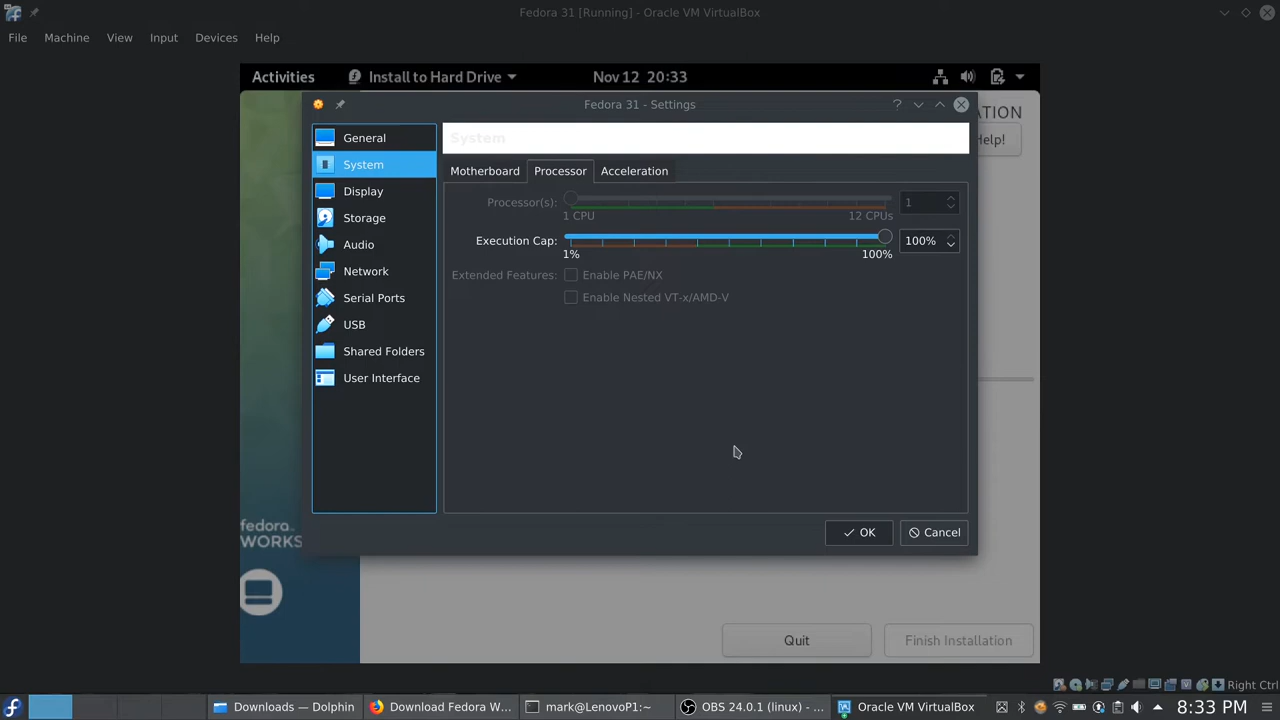 Fedora 31 [Running] - Oracle VM VirtualBox
File Machine View Input Devices Help
Activities Install to Hard Drive Nov 12 20:33
Fedora 31 - Settings
ATION
Help!
General
System
Display
Storage
Audio
Network
Serial Ports
USB
Shared Folders
User Interface
System
Motherboard Processor Acceleration
Processor(s): 1
1 CPU 12 CPUs
Execution Cap: 100%
1% 100%
Extended Features: Enable PAE/NX
Enable Nested VT-x/AMD-V
OK Cancel
fedora
WORKS
Quit Finish Installation
Right Ctrl
Downloads — Dolphin
Download Fedora W...
mark@LenovoP1:~
OBS 24.0.1 (linux) - ...
Oracle VM VirtualBox
8:33 PM